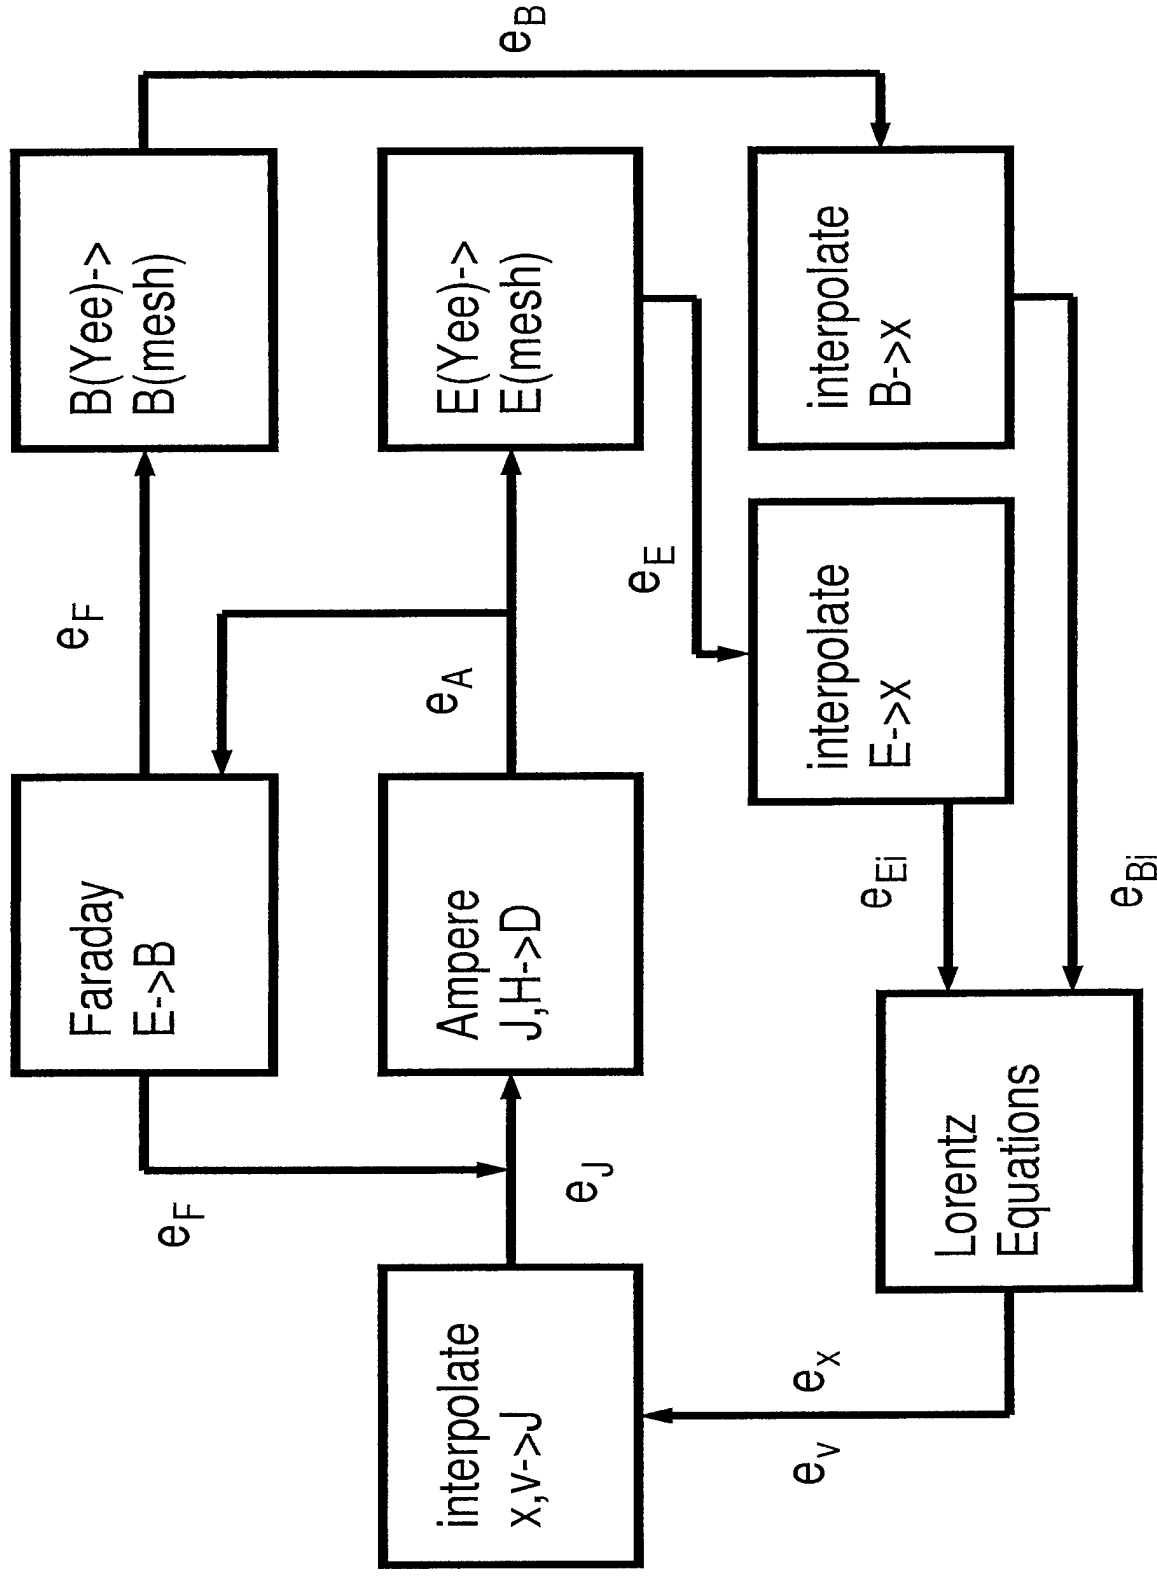 Faraday
E->B
e_F
B(Yee)->
B(mesh)
e_B
e_F
interpolate
x,v->J
e_J
Ampere
J,H->D
e_A
E(Yee)->
E(mesh)
e_E
interpolate
E->x
interpolate
B->x
e_v
e_x
Lorentz
Equations
e_Ei
e_Bi